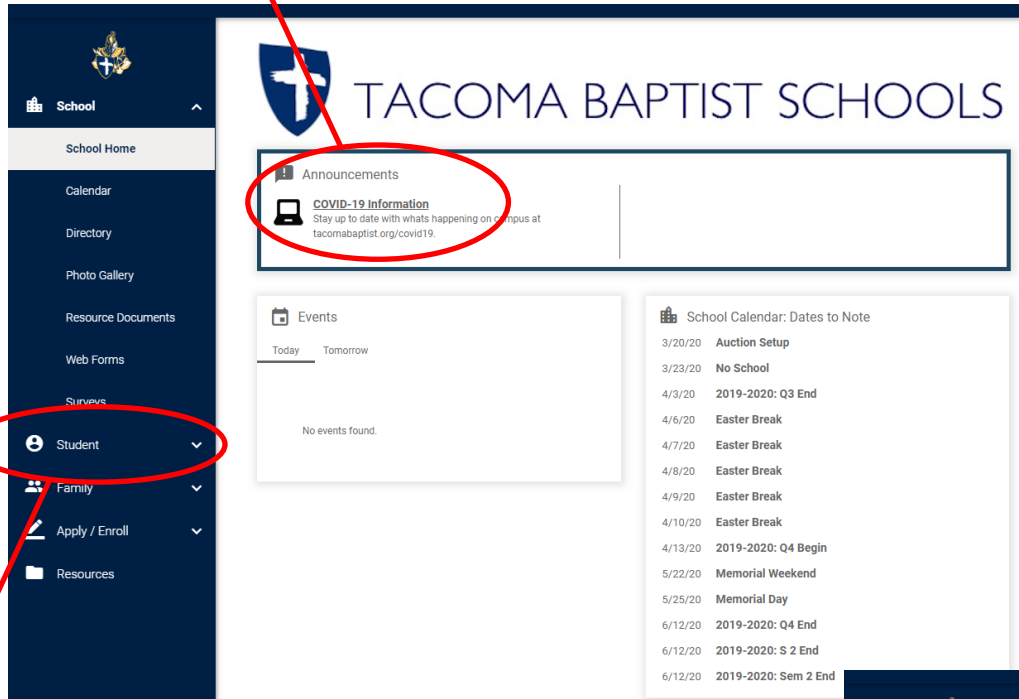 School
School Home
Calendar
Directory
Photo Gallery
Resource Documents
Web Forms
Surveys
Student
Family
Apply / Enroll
Resources
TACOMA BAPTIST SCHOOLS
Announcements
COVID-19 Information
Stay up to date with whats happening on campus at
tacomabaptist.org/covid19.
Events
Today Tomorrow
No events found.
School Calendar: Dates to Note
3/20/20 Auction Setup
3/23/20 No School
4/3/20 2019-2020: Q3 End
4/6/20 Easter Break
4/7/20 Easter Break
4/8/20 Easter Break
4/9/20 Easter Break
4/10/20 Easter Break
4/13/20 2019-2020: Q4 Begin
5/22/20 Memorial Weekend
5/25/20 Memorial Day
6/12/20 2019-2020: Q4 End
6/12/20 2019-2020: S 2 End
6/12/20 2019-2020: Sem 2 End